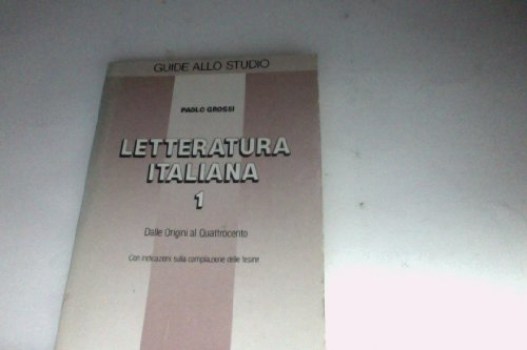 GUIDE ALLO STUDIO
PAOLO GROSSI
LETTERATURA
ITALIANA
1
Dalle Origini al Quattrocento
Con indicazioni sulla compilazione delle tesine